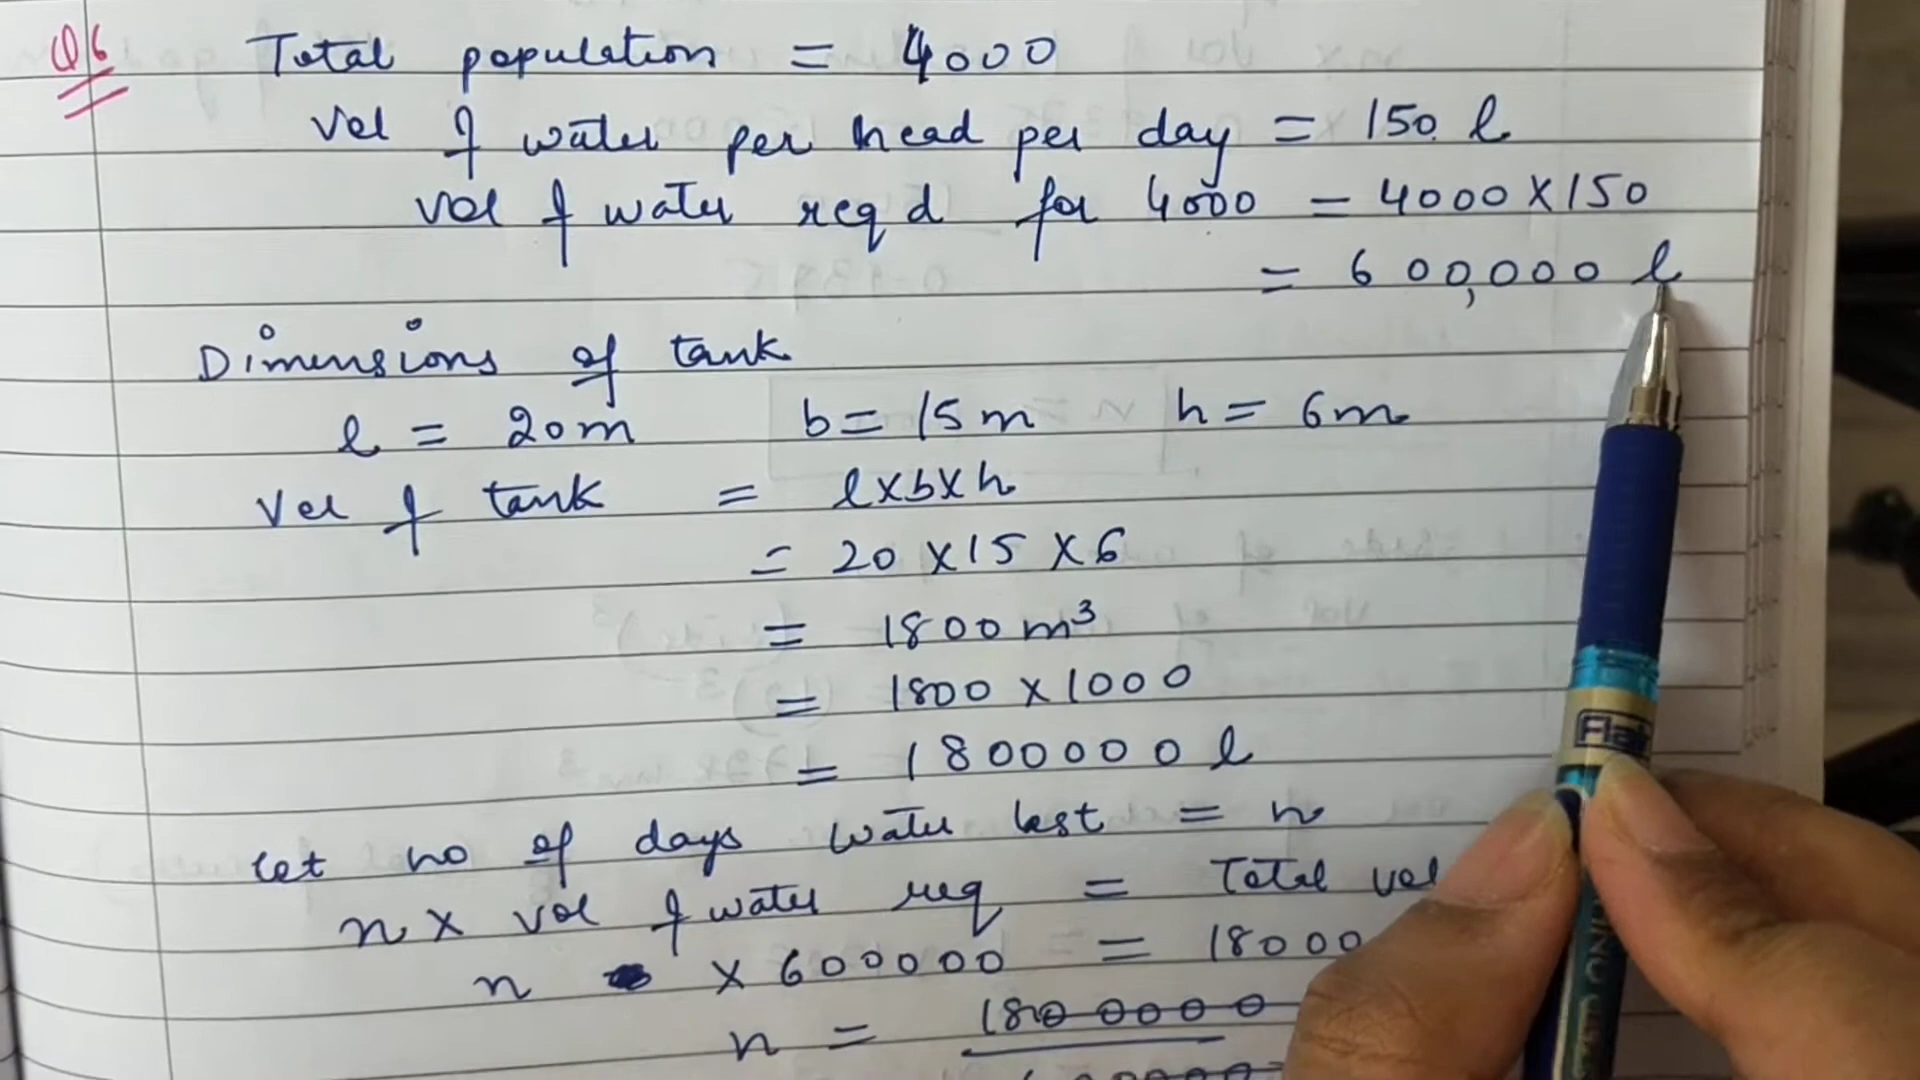 Q6 Total population = 4000
Vol of water per head per day = 150 l
Vol of water reqd for 4000 = 4000 X 150
= 600,000 l
Dimensions of tank
l = 20m b = 15m h = 6m
Vol of tank = l x b x h
= 20 x 15 x 6
= 1800 m³
= 1800 x 1000
= 1800000 l
Let no of days water last = n
n x vol of water req = Total vol
n x 600000 = 18000
n = 1800000
Flair